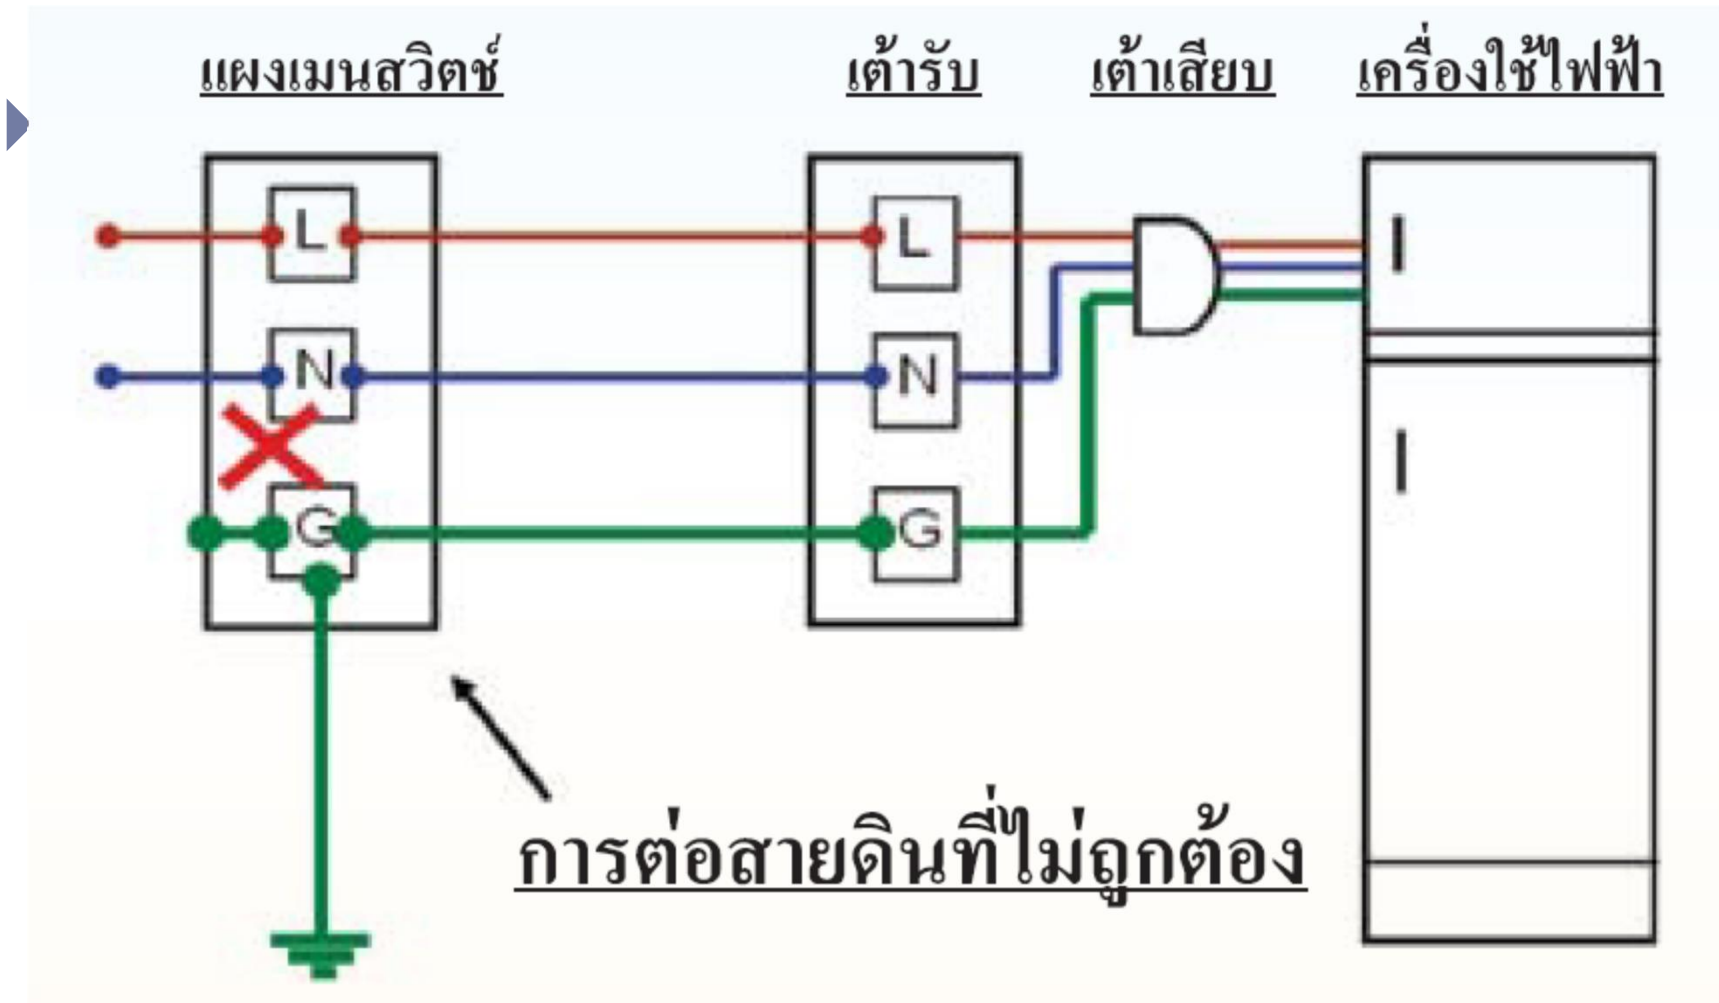 แผงเมนสวิตช์ เต้ารับ เต้าเสียบ เครื่องใช้ไฟฟ้า
L L
N N
G G
การต่อสายดินที่ไม่ถูกต้อง